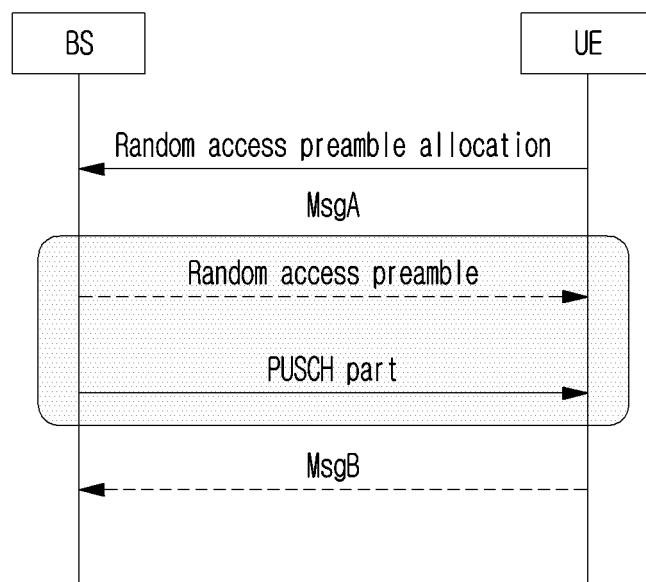 BS
UE
Random access preamble allocation
MsgA
Random access preamble
PUSCH part
MsgB